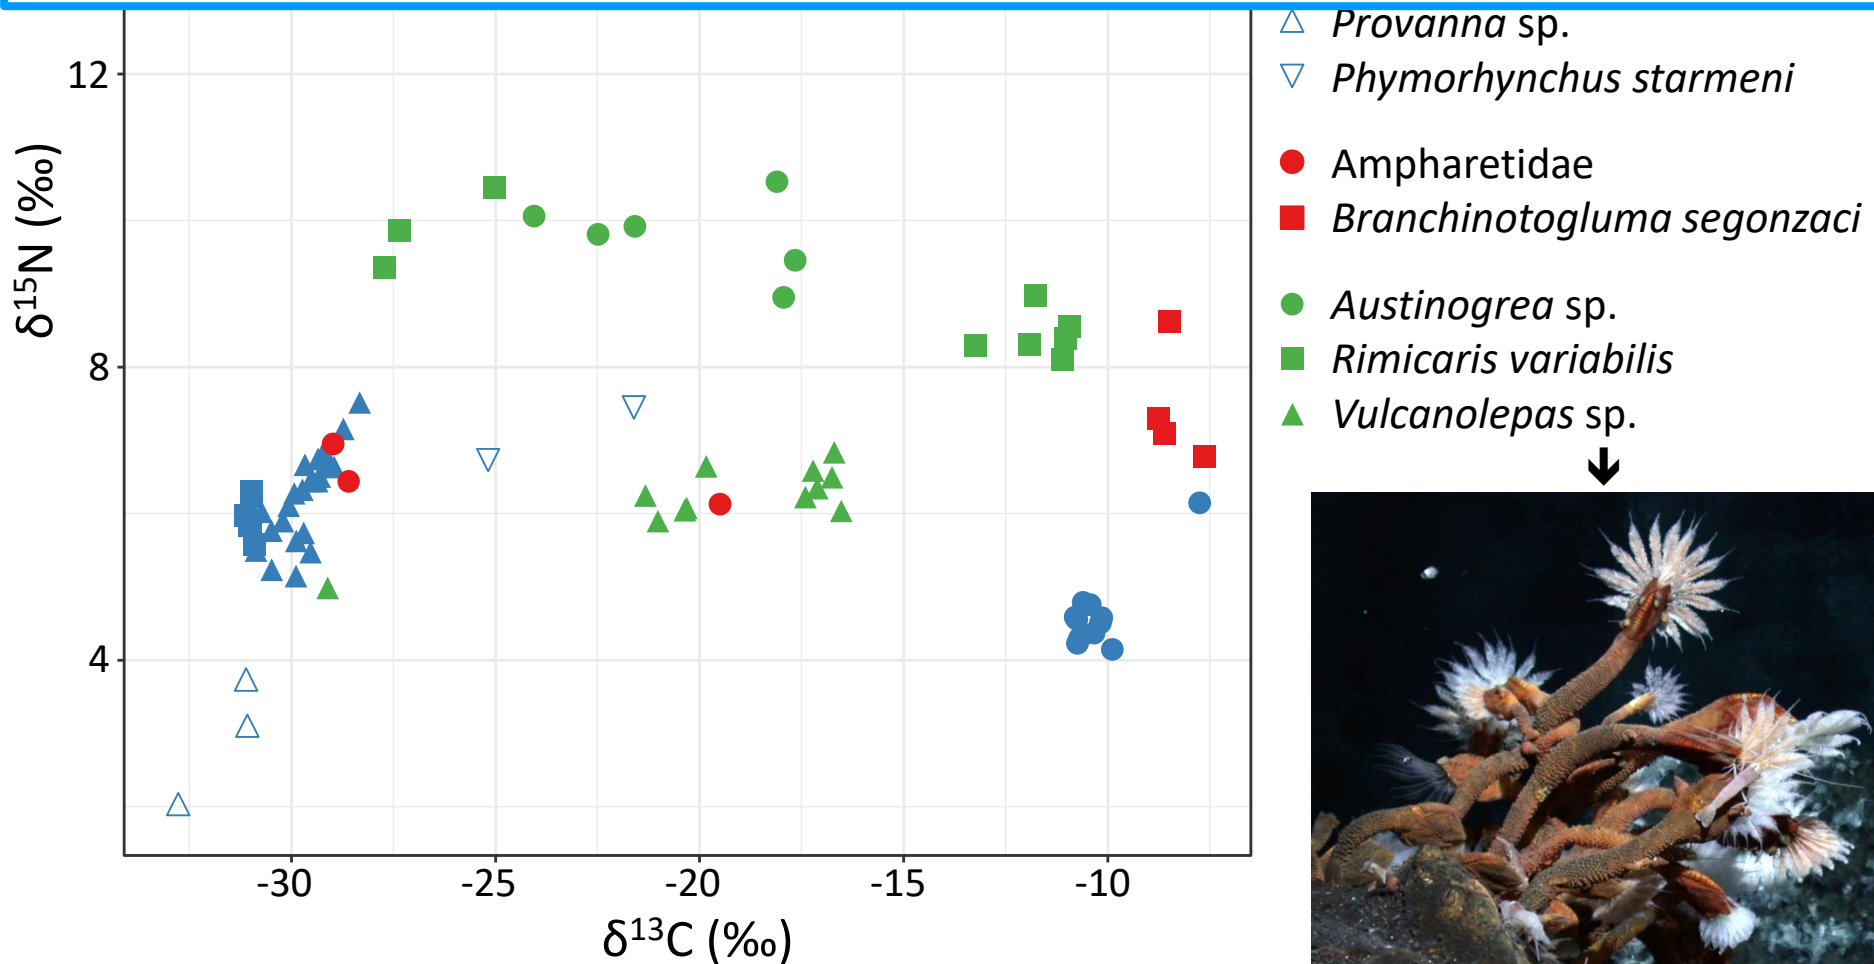 Provanna sp.
Phymorhynchus starmeni
Ampharetidae
Branchinotogluma segonzaci
Austinogrea sp.
Rimicaris variabilis
Vulcanolepas sp.
δ¹⁵N (‰)
12
8
4
-30 -25 -20 -15 -10
δ¹³C (‰)